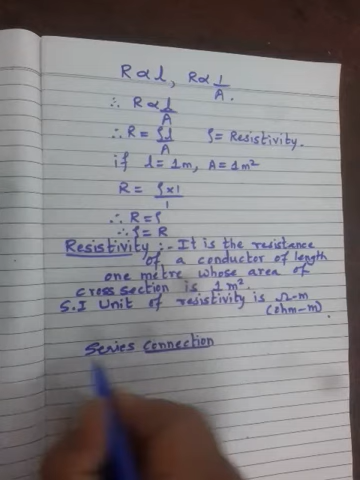 R ∝ l, R ∝ 1/A.
∴ R ∝ l/A
∴ R = ρl/A ρ = Resistivity.
if l = 1m, A = 1m²
R = ρ×1/1
∴ R = ρ
∴ ρ = R
Resistivity :- It is the resistance
of a conductor of length
one metre whose area of
cross section is 1m².
S.I Unit of resistivity is Ω-m
(ohm-m).
Series Connection